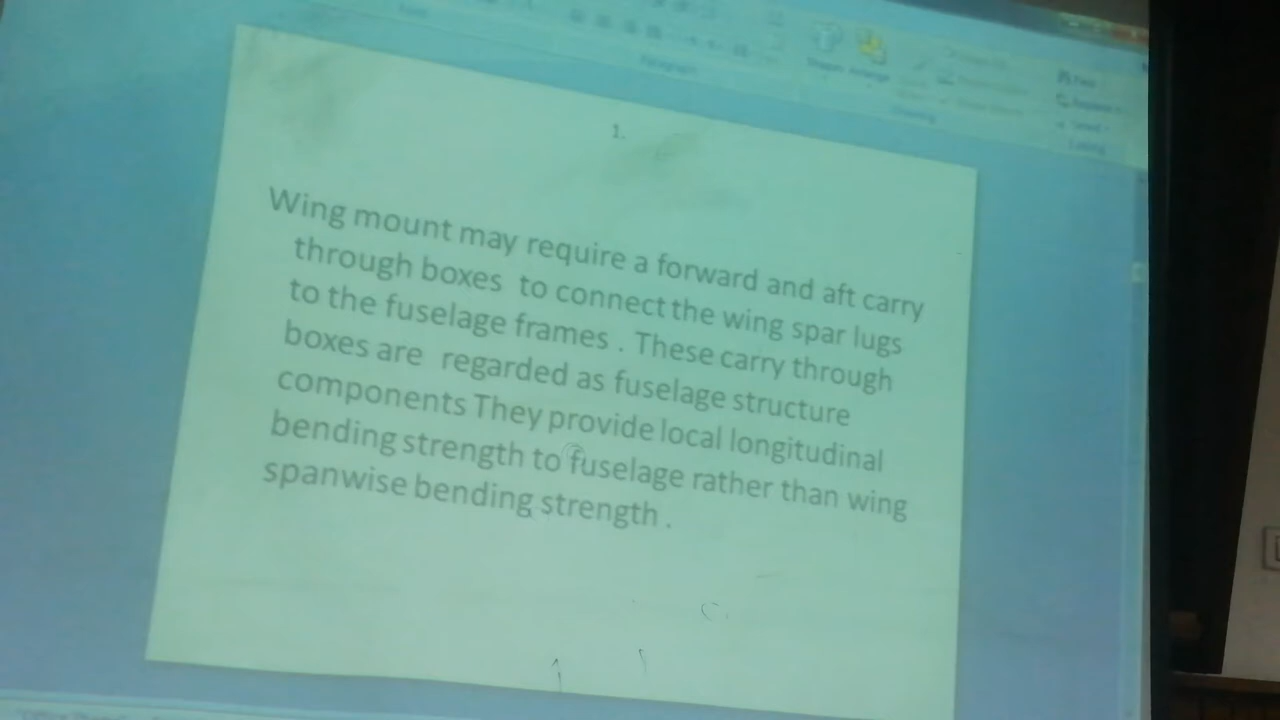 1.
Wing mount may require a forward and aft carry
through boxes to connect the wing spar lugs
to the fuselage frames . These carry through
boxes are regarded as fuselage structure
components They provide local longitudinal
bending strength to fuselage rather than wing
spanwise bending strength .